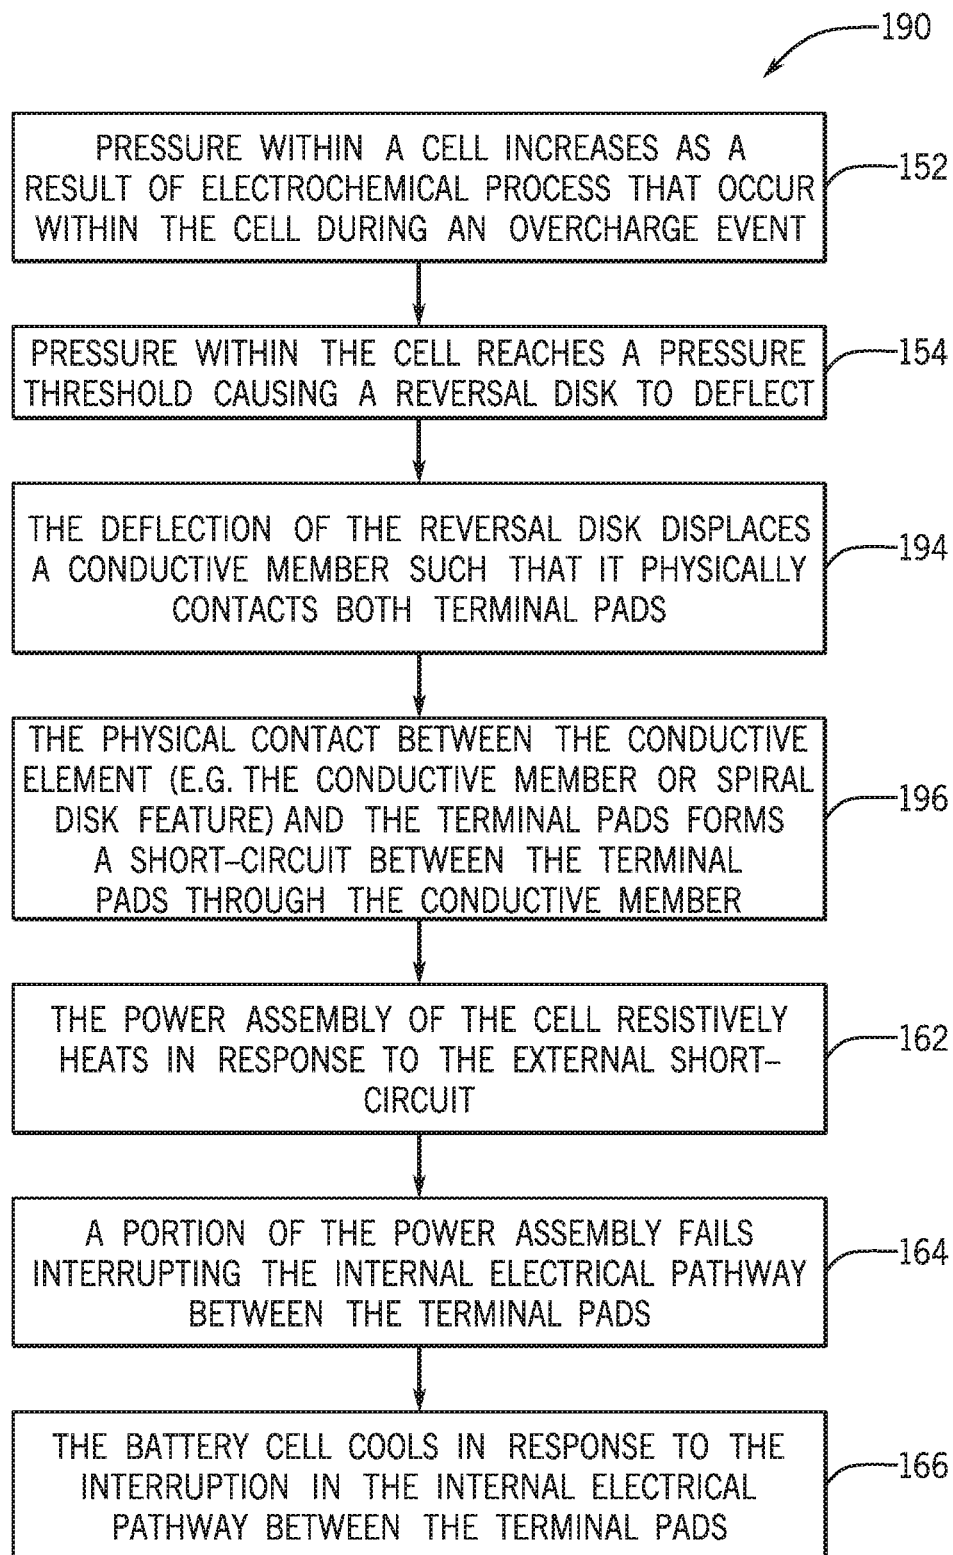 190
PRESSURE WITHIN A CELL INCREASES AS A
RESULT OF ELECTROCHEMICAL PROCESS THAT OCCUR
WITHIN THE CELL DURING AN OVERCHARGE EVENT
152
PRESSURE WITHIN THE CELL REACHES A PRESSURE
THRESHOLD CAUSING A REVERSAL DISK TO DEFLECT
154
THE DEFLECTION OF THE REVERSAL DISK DISPLACES
A CONDUCTIVE MEMBER SUCH THAT IT PHYSICALLY
CONTACTS BOTH TERMINAL PADS
194
THE PHYSICAL CONTACT BETWEEN THE CONDUCTIVE
ELEMENT (E.G. THE CONDUCTIVE MEMBER OR SPIRAL
DISK FEATURE) AND THE TERMINAL PADS FORMS
A SHORT-CIRCUIT BETWEEN THE TERMINAL
PADS THROUGH THE CONDUCTIVE MEMBER
196
THE POWER ASSEMBLY OF THE CELL RESISTIVELY
HEATS IN RESPONSE TO THE EXTERNAL SHORT-
CIRCUIT
162
A PORTION OF THE POWER ASSEMBLY FAILS
INTERRUPTING THE INTERNAL ELECTRICAL PATHWAY
BETWEEN THE TERMINAL PADS
164
THE BATTERY CELL COOLS IN RESPONSE TO THE
INTERRUPTION IN THE INTERNAL ELECTRICAL
PATHWAY BETWEEN THE TERMINAL PADS
166